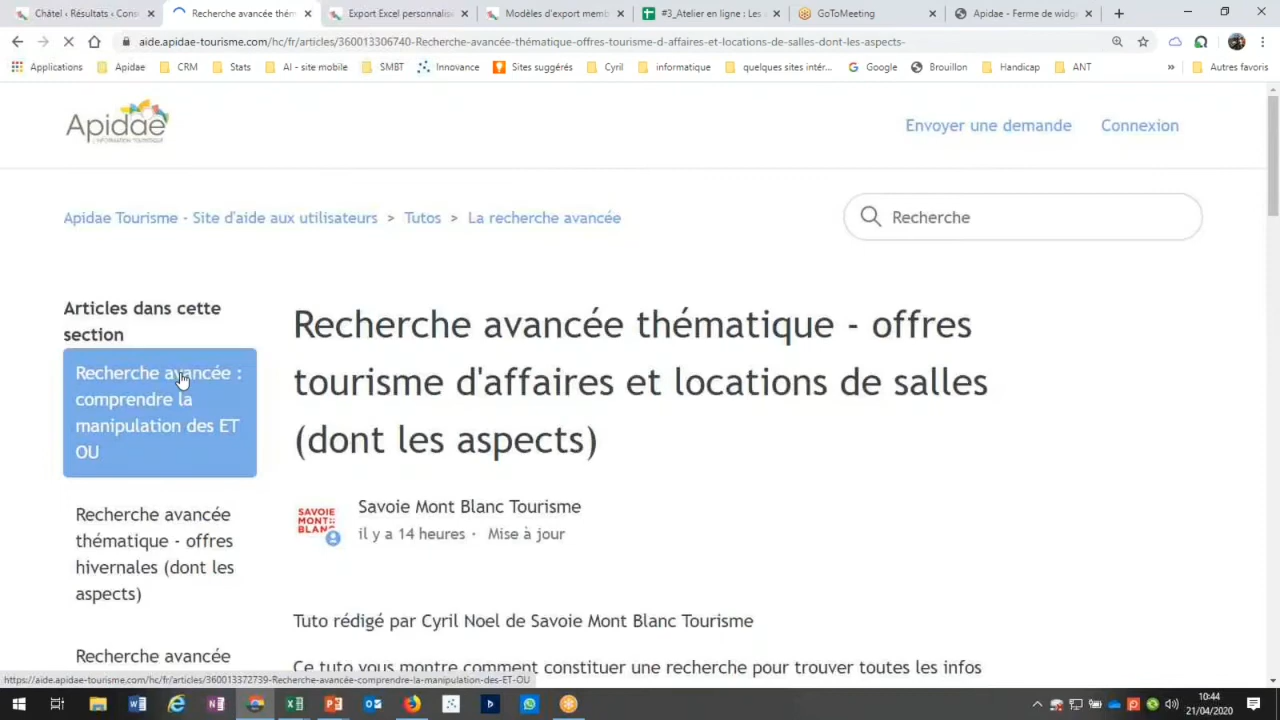 Châtel ‹ Résultats ‹ Cons
Recherche avancée thém
Export Excel personnalis
Modèles d'export memb
#3_Atelier en ligne : Les a
GoToMeeting
Apidae - Ferme de widg
aide.apidae-tourisme.com/hc/fr/articles/360013306740-Recherche-avancée-thématique-offres-tourisme-d-affaires-et-locations-de-salles-dont-les-aspects-
Applications
Apidae
CRM
Stats
AI - site mobile
SMBT
Innovance
Sites suggérés
Cyril
informatique
quelques sites intér...
Google
Brouillon
Handicap
ANT
»
Autres favoris
Apidae
L'INFORMATION TOURISTIQUE
Envoyer une demande
Connexion
Apidae Tourisme - Site d'aide aux utilisateurs > Tutos > La recherche avancée
Recherche
Articles dans cette
section
Recherche avancée :
comprendre la
manipulation des ET
OU
Recherche avancée
thématique - offres
hivernales (dont les
aspects)
Recherche avancée
Recherche avancée thématique - offres
tourisme d'affaires et locations de salles
(dont les aspects)
SAVOIE
MONT
BLANC
Savoie Mont Blanc Tourisme
il y a 14 heures · Mise à jour
Tuto rédigé par Cyril Noel de Savoie Mont Blanc Tourisme
Ce tuto vous montre comment constituer une recherche pour trouver toutes les infos
https://aide.apidae-tourisme.com/hc/fr/articles/360013372739-Recherche-avancée-comprendre-la-manipulation-des-ET-OU
10:44
21/04/2020